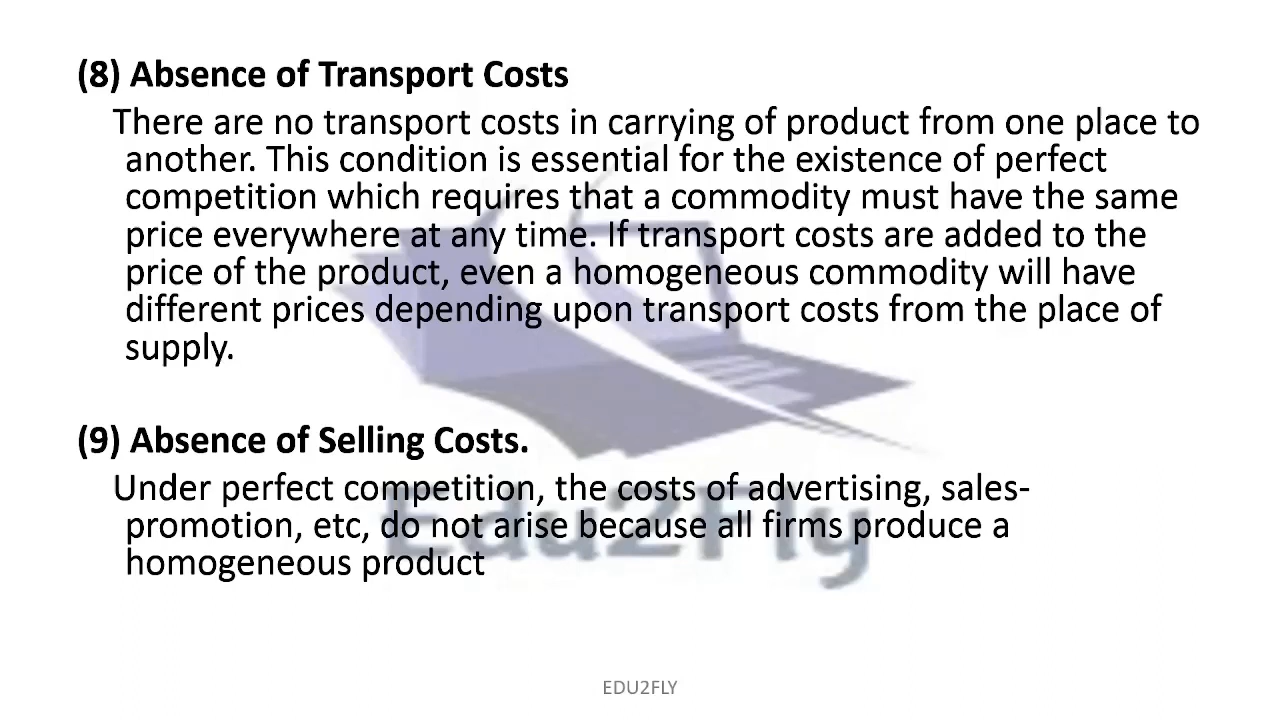 (8) Absence of Transport Costs
There are no transport costs in carrying of product from one place to
another. This condition is essential for the existence of perfect
competition which requires that a commodity must have the same
price everywhere at any time. If transport costs are added to the
price of the product, even a homogeneous commodity will have
different prices depending upon transport costs from the place of
supply.
(9) Absence of Selling Costs.
Under perfect competition, the costs of advertising, sales-
promotion, etc, do not arise because all firms produce a
homogeneous product
Edu2Fly
EDU2FLY